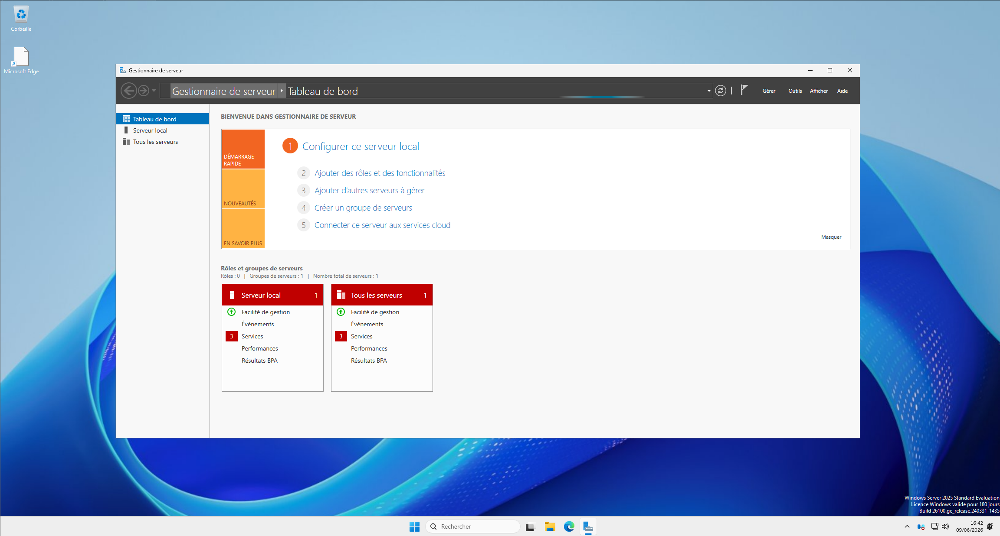 Corbeille
Microsoft Edge
Gestionnaire de serveur
Gestionnaire de serveur Tableau de bord
Gérer Outils Afficher Aide
Tableau de bord
Serveur local
Tous les serveurs
BIENVENUE DANS GESTIONNAIRE DE SERVEUR
DÉMARRAGE
RAPIDE
NOUVEAUTÉS
EN SAVOIR PLUS
1 Configurer ce serveur local
2 Ajouter des rôles et des fonctionnalités
3 Ajouter d'autres serveurs à gérer
4 Créer un groupe de serveurs
5 Connecter ce serveur aux services cloud
Masquer
Rôles et groupes de serveurs
Rôles : 0 | Groupes de serveurs : 1 | Nombre total de serveurs : 1
Serveur local 1
Facilité de gestion
Événements
3 Services
Performances
Résultats BPA
Tous les serveurs 1
Facilité de gestion
Événements
3 Services
Performances
Résultats BPA
Windows Server 2025 Standard Evaluation
Licence Windows valide pour 180 jours
Build 26100.ge_release.240331-1435
Rechercher
16:42
09/06/2026